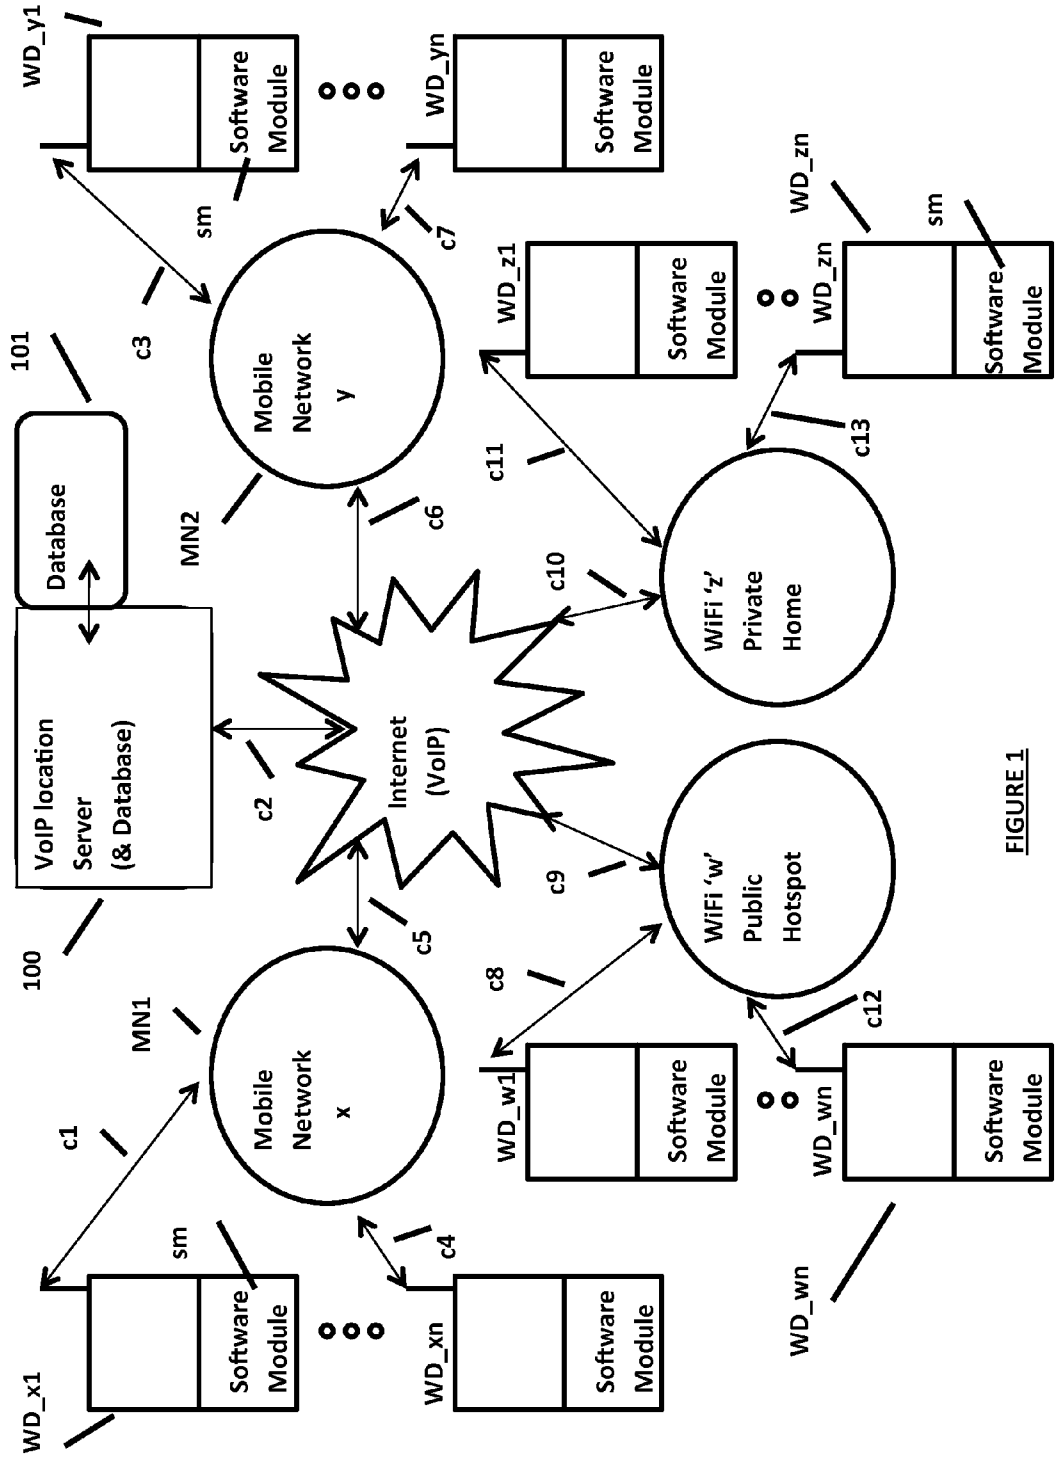 WD_x1
Software
Module
sm
WD_xn
Software
Module
c1
c4
MN1
Mobile
Network
x
100
VoIP location
Server
(& Database)
Database
101
c2
c5
Internet
(VoIP)
c6
MN2
Mobile
Network
y
c3
c7
WD_y1
Software
Module
sm
WD_yn
Software
Module
WD_w1
Software
Module
WD_wn
Software
Module
WD_wn
c8
c12
c9
WiFi ‘w’
Public
Hotspot
c10
WiFi ‘z’
Private
Home
c11
c13
WD_z1
Software
Module
WD_zn
Software
Module
WD_zn
sm
FIGURE 1